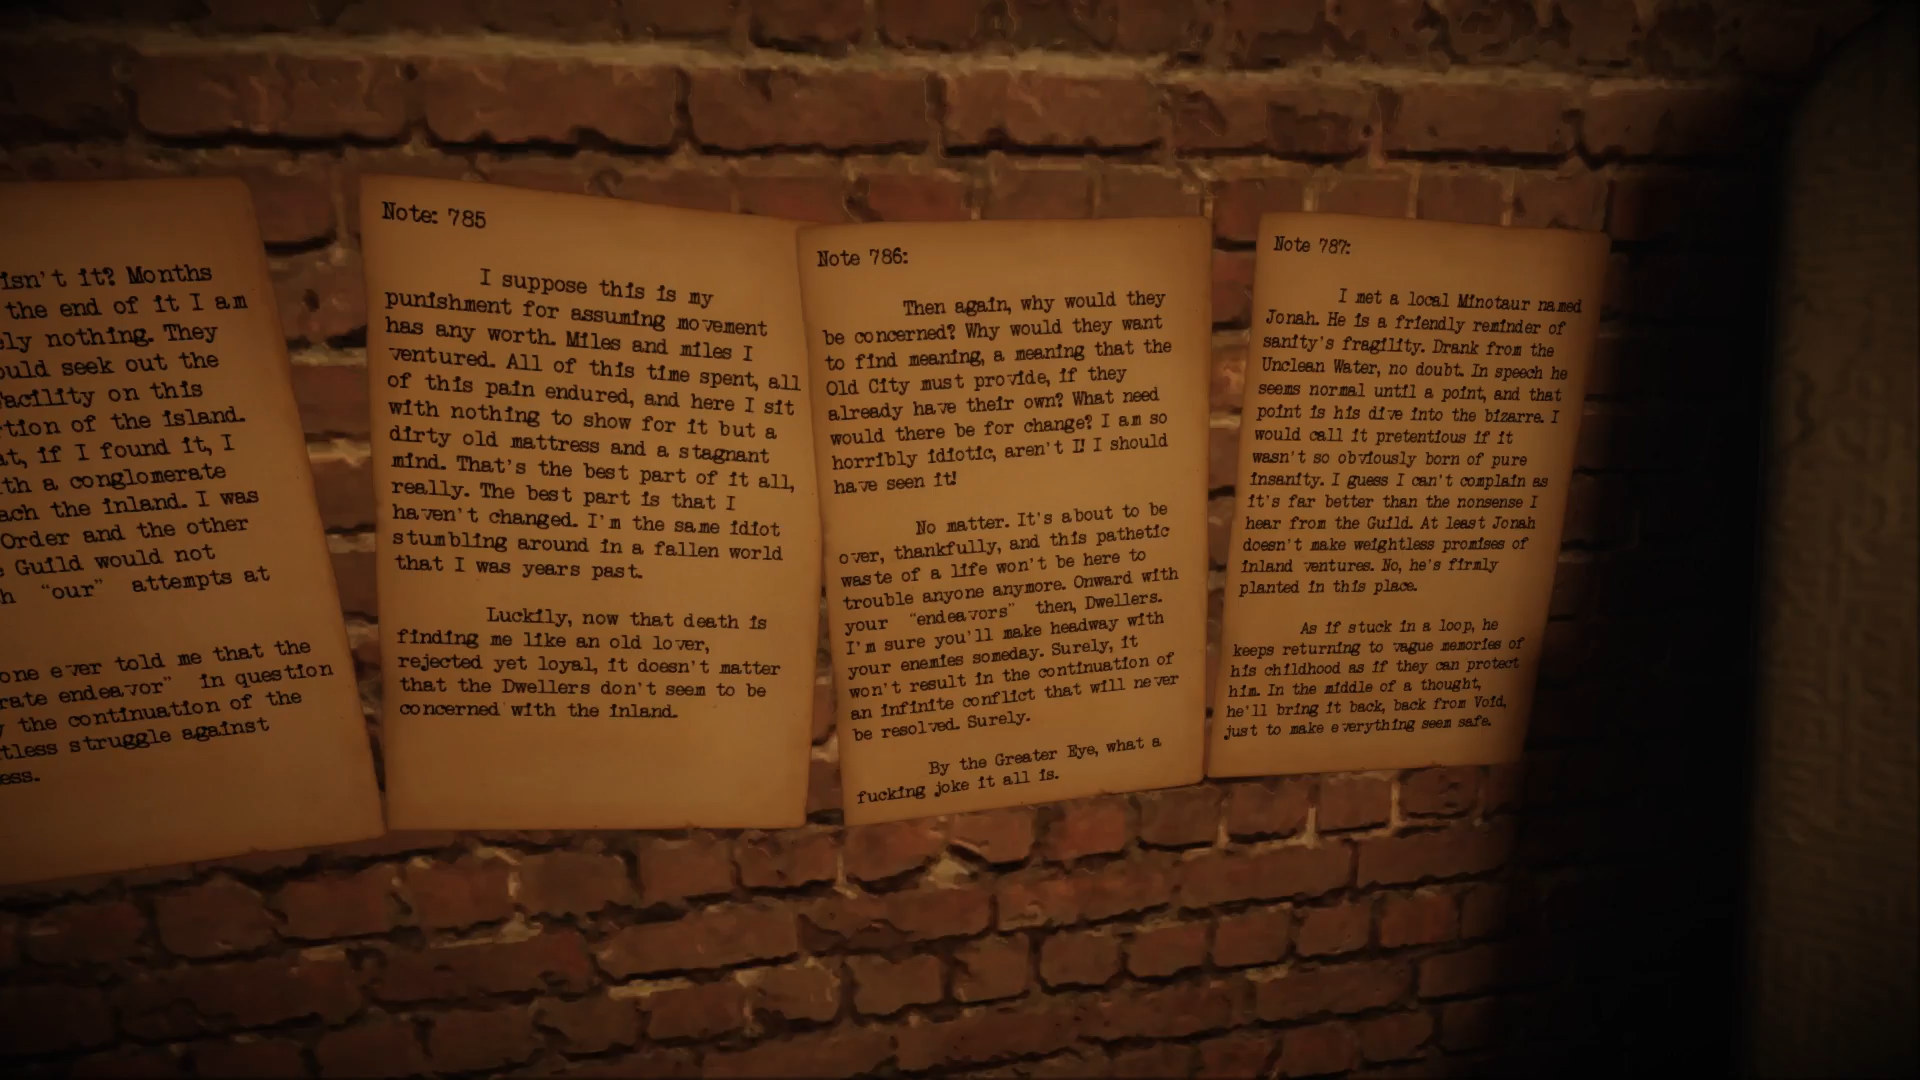 isn't it? Months
the end of it I am
nothing. They
seek out the
on this
of the island.
if I found it, I
a conglomerate
the inland. I was
Order and the other
Guild would not
"our" attempts at
ever told me that the
endeavor" in question
the continuation of the
struggle against
Note: 785
I suppose this is my
punishment for assuming movement
has any worth. Miles and miles I
ventured. All of this time spent, all
of this pain endured, and here I sit
with nothing to show for it but a
dirty old mattress and a stagnant
mind. That's the best part of it all,
really. The best part is that I
haven't changed. I'm the same idiot
stumbling around in a fallen world
that I was years past.
Luckily, now that death is
finding me like an old lover,
rejected yet loyal, it doesn't matter
that the Dwellers don't seem to be
concerned with the inland.
Note 786:
Then again, why would they
be concerned? Why would they want
to find meaning, a meaning that the
Old City must provide, if they
already have their own? What need
would there be for change? I am so
horribly idiotic, aren't I! I should
have seen it!
No matter. It's about to be
over, thankfully, and this pathetic
waste of a life won't be here to
trouble anyone anymore. Onward with
your "endeavors" then, Dwellers.
I'm sure you'll make headway with
your enemies someday. Surely, it
won't result in the continuation of
an infinite conflict that will never
be resolved. Surely.
By the Greater Eye, what a
fucking joke it all is.
Note 787:
I met a local Minotaur named
Jonah. He is a friendly reminder of
sanity's fragility. Drank from the
Unclean Water, no doubt. In speech he
seems normal until a point, and that
point is his dive into the bizarre. I
would call it pretentious if it
wasn't so obviously born of pure
insanity. I guess I can't complain as
it's far better than the nonsense I
hear from the Guild. At least Jonah
doesn't make weightless promises of
inland ventures. No, he's firmly
planted in this place.
As if stuck in a loop, he
keeps returning to vague memories of
his childhood as if they can protect
him. In the middle of a thought,
he'll bring it back, back from Void,
just to make everything seem safe.